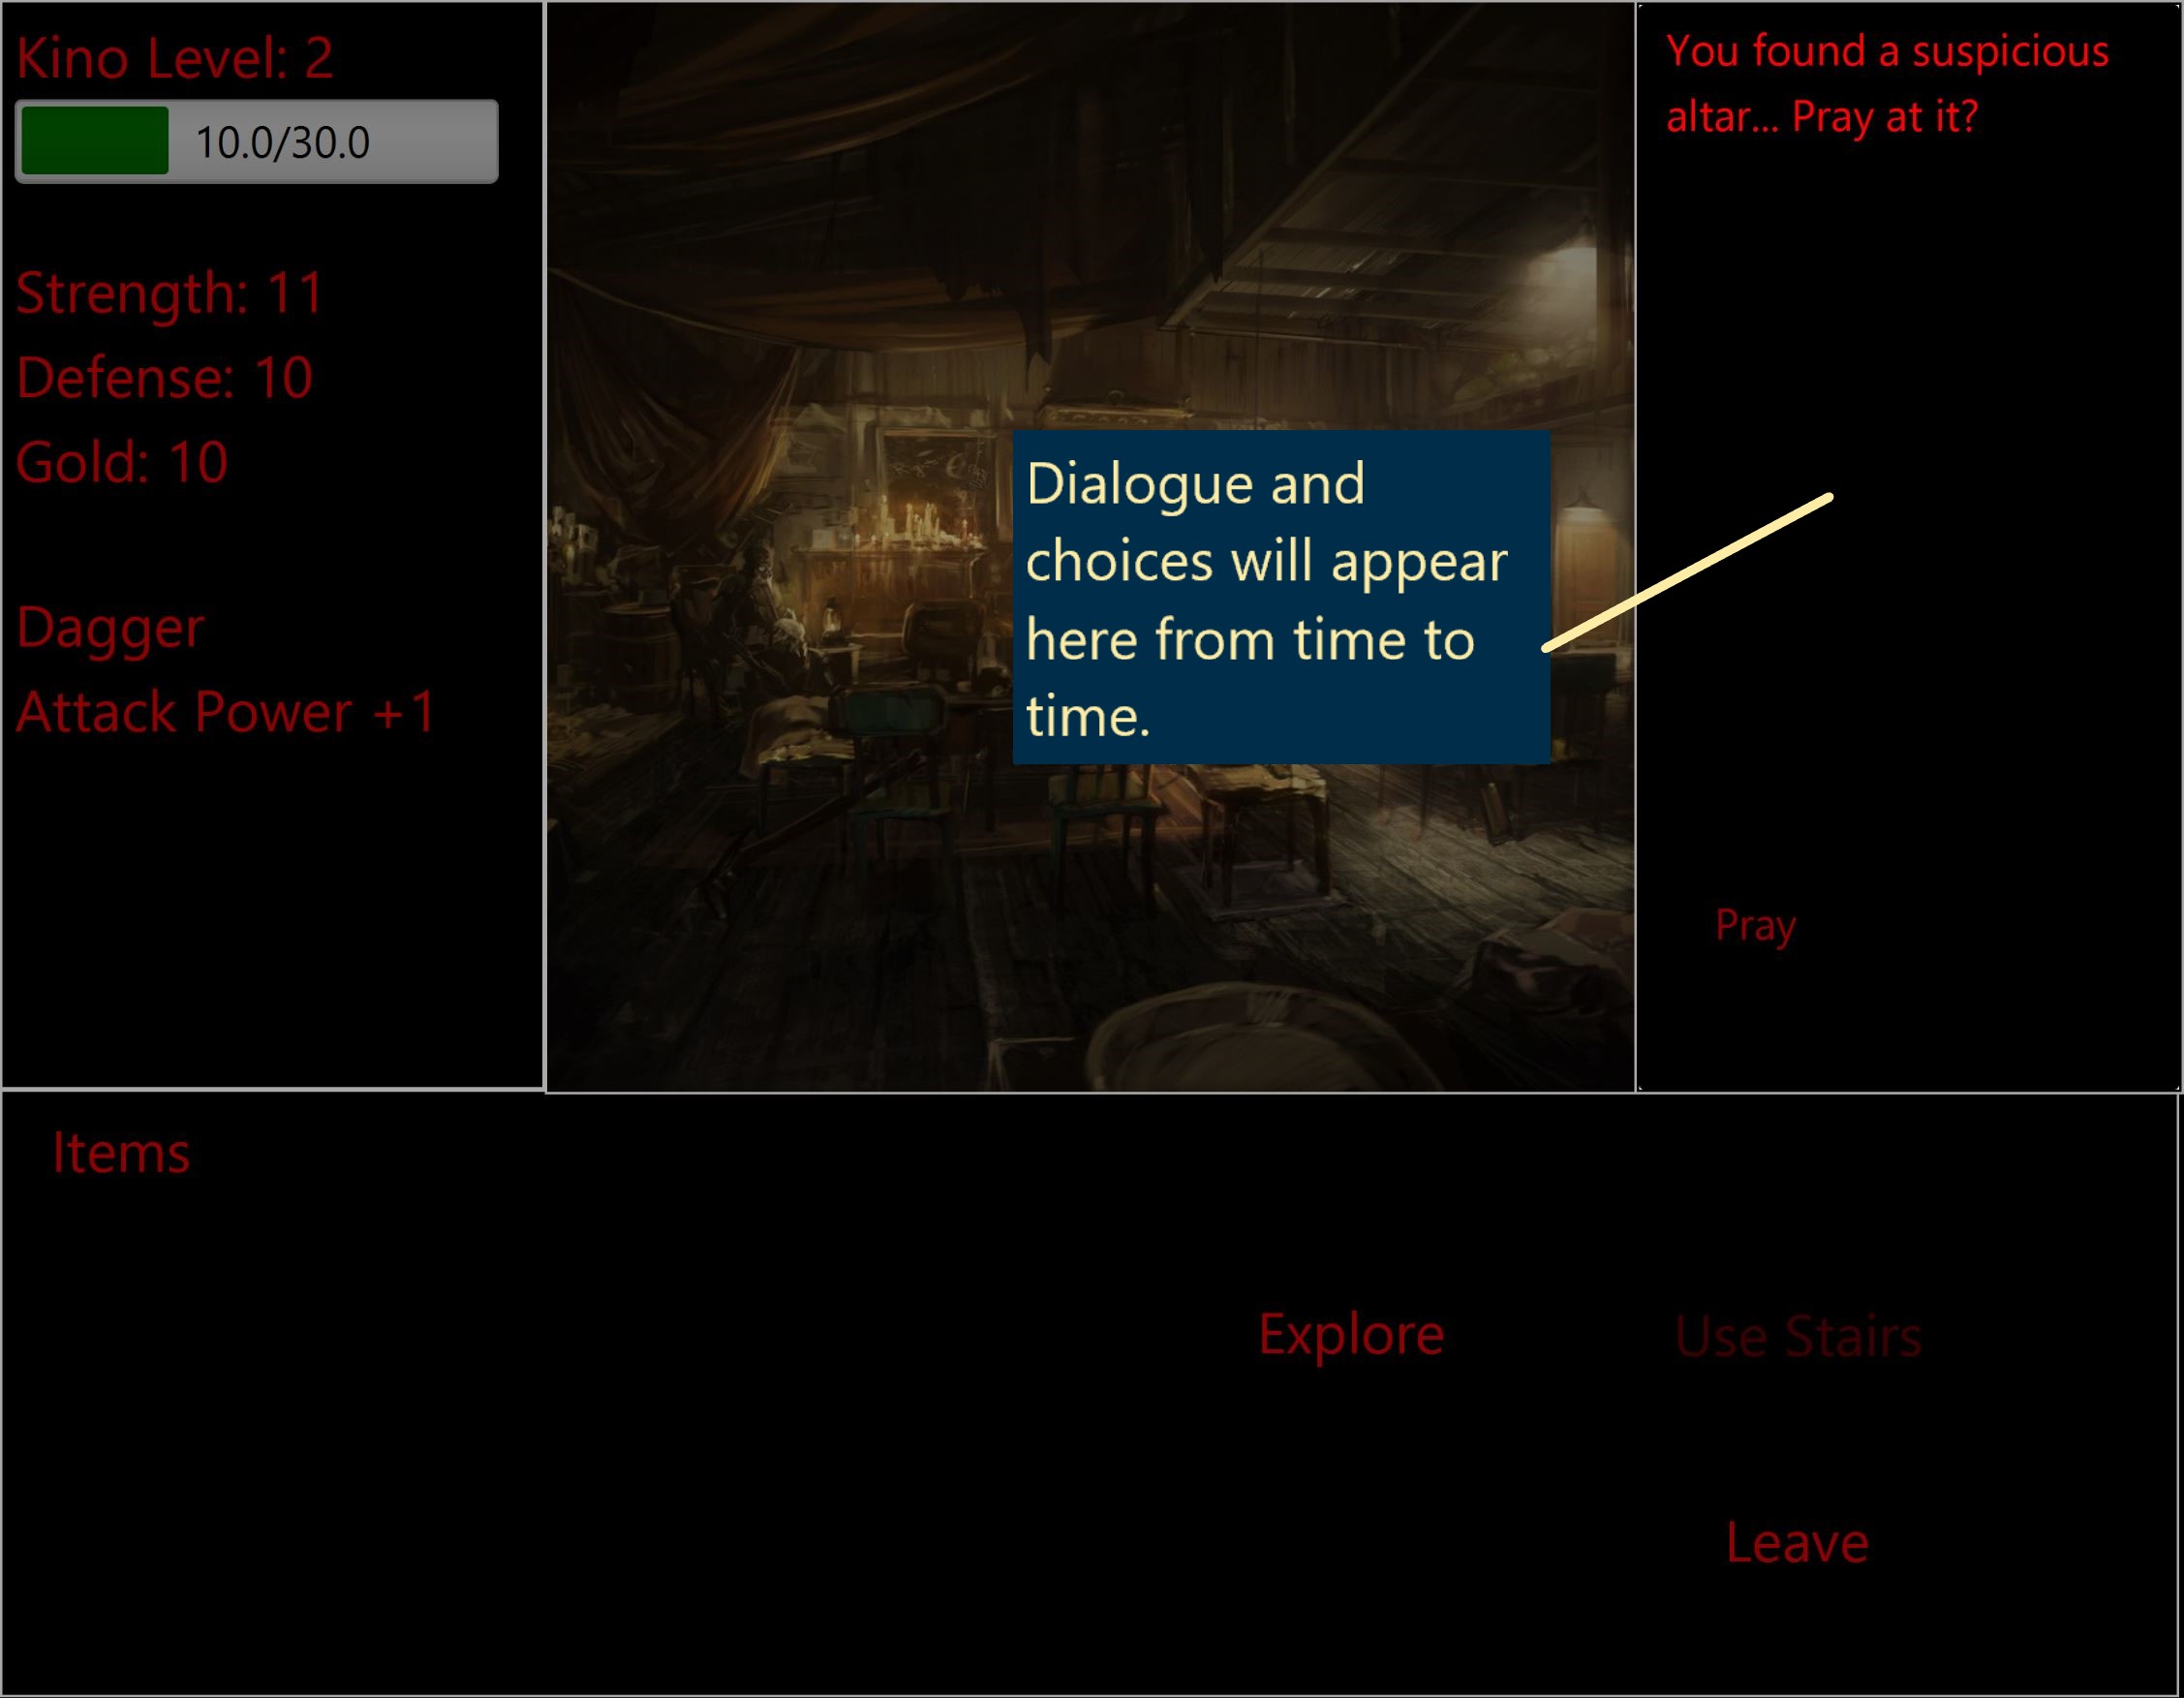 Kino Level: 2
10.0/30.0
Strength: 11
Defense: 10
Gold: 10
Dagger
Attack Power +1
Dialogue and
choices will appear
here from time to
time.
You found a suspicious
altar... Pray at it?
Pray
Items
Explore
Use Stairs
Leave